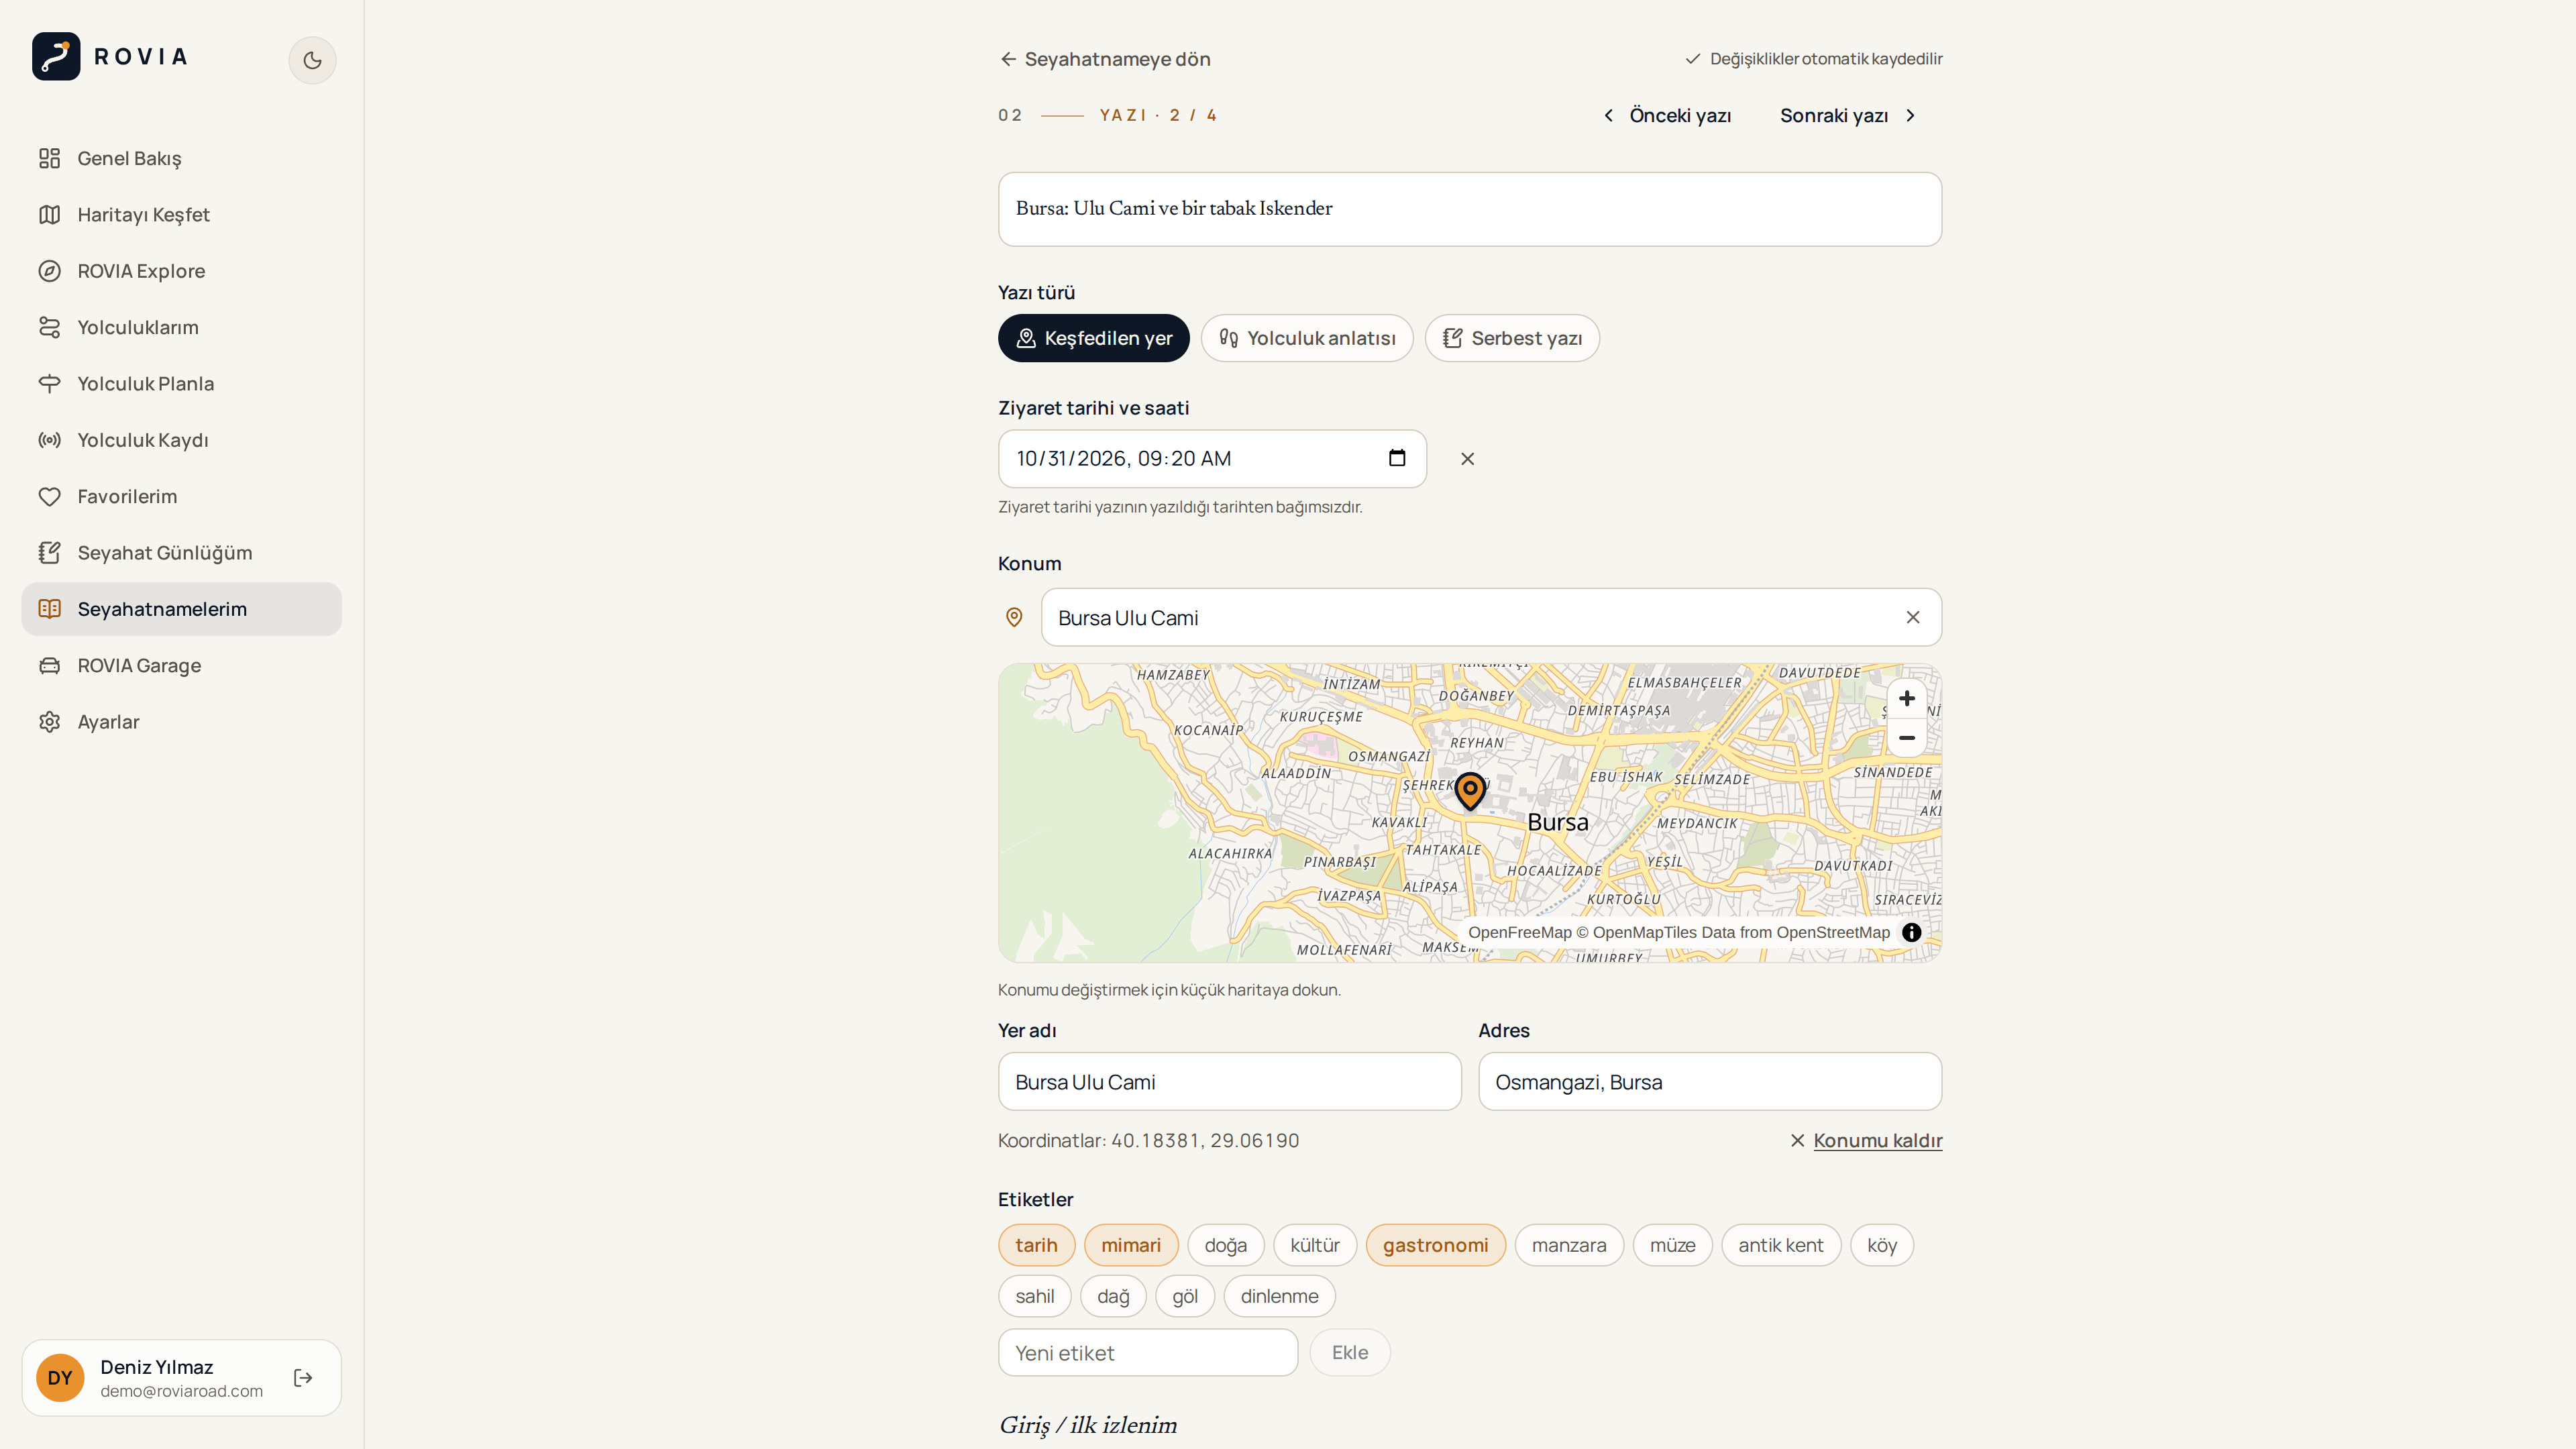 ROVIA
Genel Bakış
Haritayı Keşfet
ROVIA Explore
Yolculuklarım
Yolculuk Planla
Yolculuk Kaydı
Favorilerim
Seyahat Günlüğüm
Seyahatnamelerim
ROVIA Garage
Ayarlar
DY
Deniz Yılmaz
demo@roviaroad.com
Seyahatnameye dön
Değişiklikler otomatik kaydedilir
02 YAZI · 2 / 4
Önceki yazı
Sonraki yazı
Bursa: Ulu Cami ve bir tabak Iskender
Yazı türü
Keşfedilen yer
Yolculuk anlatısı
Serbest yazı
Ziyaret tarihi ve saati
10/31/2026, 09:20 AM
Ziyaret tarihi yazının yazıldığı tarihten bağımsızdır.
Konum
Bursa Ulu Cami
HAMZABEY
İNTİZAM
DOĞANBEY
ELMASBAHÇELER
DAVUTDEDE
KURUÇEŞME
DEMİRTAŞPAŞA
KOCANAİP
REYHAN
OSMANGAZİ
ALAADDİN
EBU İSHAK
SELİMZADE
SİNANDEDE
KAVAKLI
Bursa
MEYDANCIK
ALACAHIRKA
PINARBAŞI
TAHTAKALE
HOCAALİZADE
YEŞİL
DAVUTKADI
İVAZPAŞA
ALİPAŞA
KURTOĞLU
MOLLAFENARİ
UMURBEY
OpenFreeMap © OpenMapTiles Data from OpenStreetMap
Konumu değiştirmek için küçük haritaya dokun.
Yer adı
Adres
Bursa Ulu Cami
Osmangazi, Bursa
Koordinatlar: 40.18381, 29.06190
Konumu kaldır
Etiketler
tarih
mimari
doğa
kültür
gastronomi
manzara
müze
antik kent
köy
sahil
dağ
göl
dinlenme
Yeni etiket
Ekle
Giriş / ilk izlenim